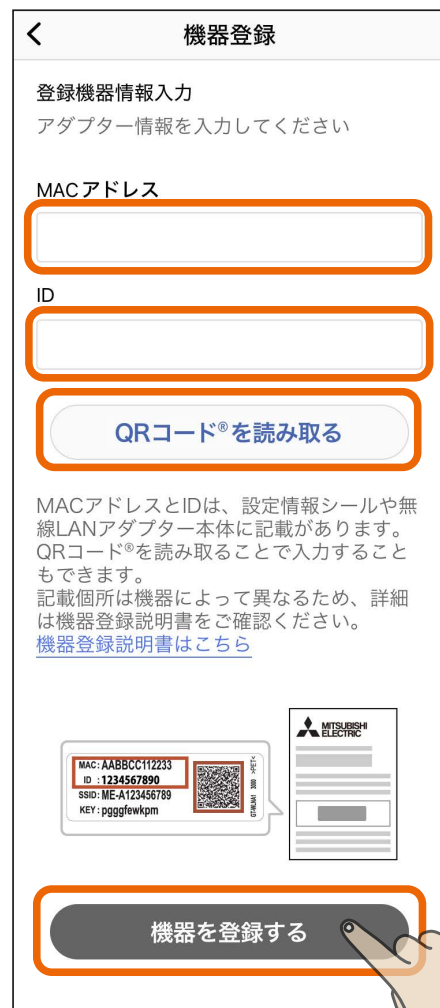 機器登録
登録機器情報入力
アダプター情報を入力してください
MACアドレス
ID
QRコード®を読み取る
MACアドレスとIDは、設定情報シールや無
線LANアダプター本体に記載があります。
QRコード®を読み取ることで入力すること
もできます。
記載個所は機器によって異なるため、詳細
は機器登録説明書をご確認ください。
機器登録説明書はこちら
MITSUBISHI
ELECTRIC
MAC: AABBCC112233
ID : 1234567890
SSID: ME-A123456789
KEY: pgggfewkpm
>PET<
機器を登録する